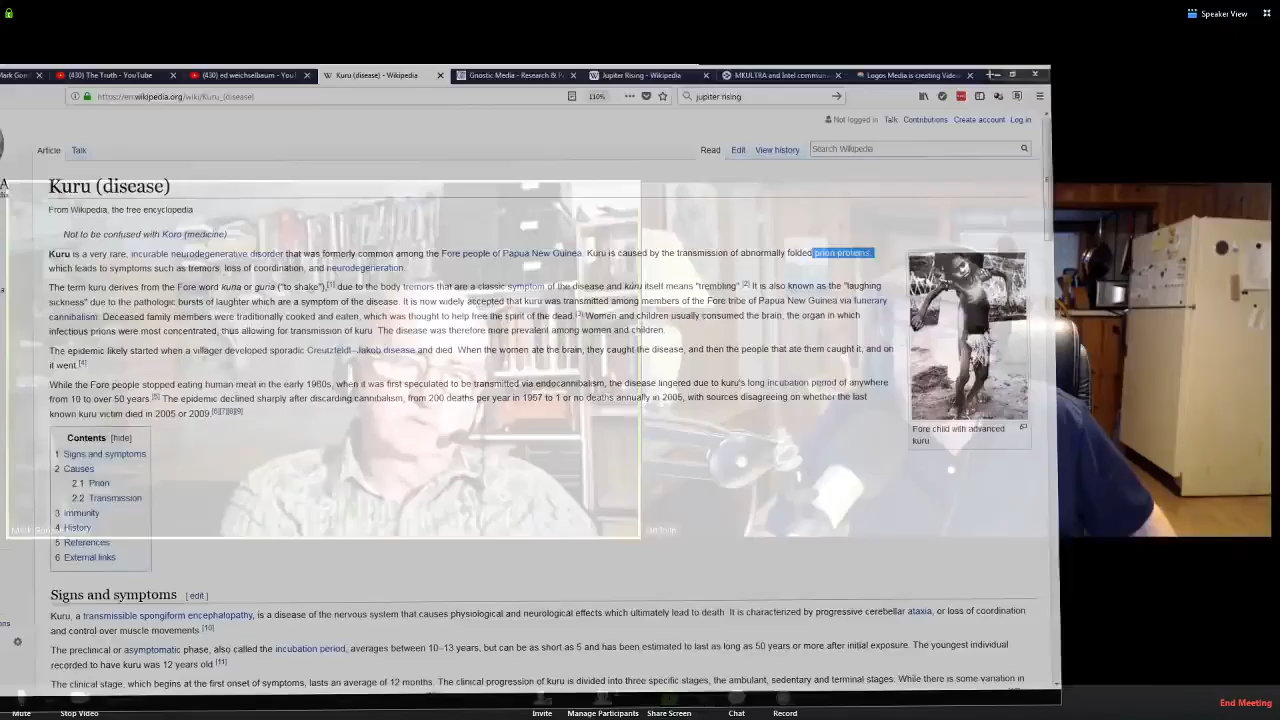 Speaker View
Mark Gor
(430) The Truth - YouTube
(430) ed weichselbaum - You
Kuru (disease) - Wikipedia
Gnostic Media - Research & F
Jupiter Rising - Wikipedia
MKULTRA and Intel commun
Logos Media is creating Vide
https://en.wikipedia.org/wiki/Kuru_(disease)
110%
jupiter rising
Not logged in Talk Contributions Create account Log in
Article Talk
Read Edit View history Search Wikipedia
Kuru (disease)
From Wikipedia, the free encyclopedia
Not to be confused with Koro (medicine)
Kuru is a very rare, incurable neurodegenerative disorder that was formerly common among the Fore people of Papua New Guinea. Kuru is caused by the transmission of abnormally folded prion proteins,
which leads to symptoms such as tremors, loss of coordination, and neurodegeneration.
The term kuru derives from the Fore word kuria or guria ("to shake"),[1] due to the body tremors that are a classic symptom of the disease and kuru itself means "trembling".[2] It is also known as the "laughing
sickness" due to the pathologic bursts of laughter which are a symptom of the disease. It is now widely accepted that kuru was transmitted among members of the Fore tribe of Papua New Guinea via funerary
cannibalism. Deceased family members were traditionally cooked and eaten, which was thought to help free the spirit of the dead.[3] Women and children usually consumed the brain, the organ in which
infectious prions were most concentrated, thus allowing for transmission of kuru. The disease was therefore more prevalent among women and children.
The epidemic likely started when a villager developed sporadic Creutzfeldt–Jakob disease and died. When the women ate the brain, they caught the disease, and then the people that ate them caught it, and on
it went.[4]
While the Fore people stopped eating human meat in the early 1960s, when it was first speculated to be transmitted via endocannibalism, the disease lingered due to kuru's long incubation period of anywhere
from 10 to over 50 years.[5] The epidemic declined sharply after discarding cannibalism, from 200 deaths per year in 1957 to 1 or no deaths annually in 2005, with sources disagreeing on whether the last
known kuru victim died in 2005 or 2009.[6][7][8][9]
Fore child with advanced
kuru
Contents [hide]
1 Signs and symptoms
2 Causes
2.1 Prion
2.2 Transmission
3 Immunity
4 History
5 References
6 External links
Signs and symptoms [edit]
Kuru, a transmissible spongiform encephalopathy, is a disease of the nervous system that causes physiological and neurological effects which ultimately lead to death. It is characterized by progressive cerebellar ataxia, or loss of coordination
and control over muscle movements.[10]
The preclinical or asymptomatic phase, also called the incubation period, averages between 10–13 years, but can be as short as 5 and has been estimated to last as long as 50 years or more after initial exposure. The youngest individual
recorded to have kuru was 12 years old.[11]
The clinical stage, which begins at the first onset of symptoms, lasts an average of 12 months. The clinical progression of kuru is divided into three specific stages, the ambulant, sedentary and terminal stages. While there is some variation in
Mute Stop Video Invite Manage Participants Share Screen Chat Record End Meeting